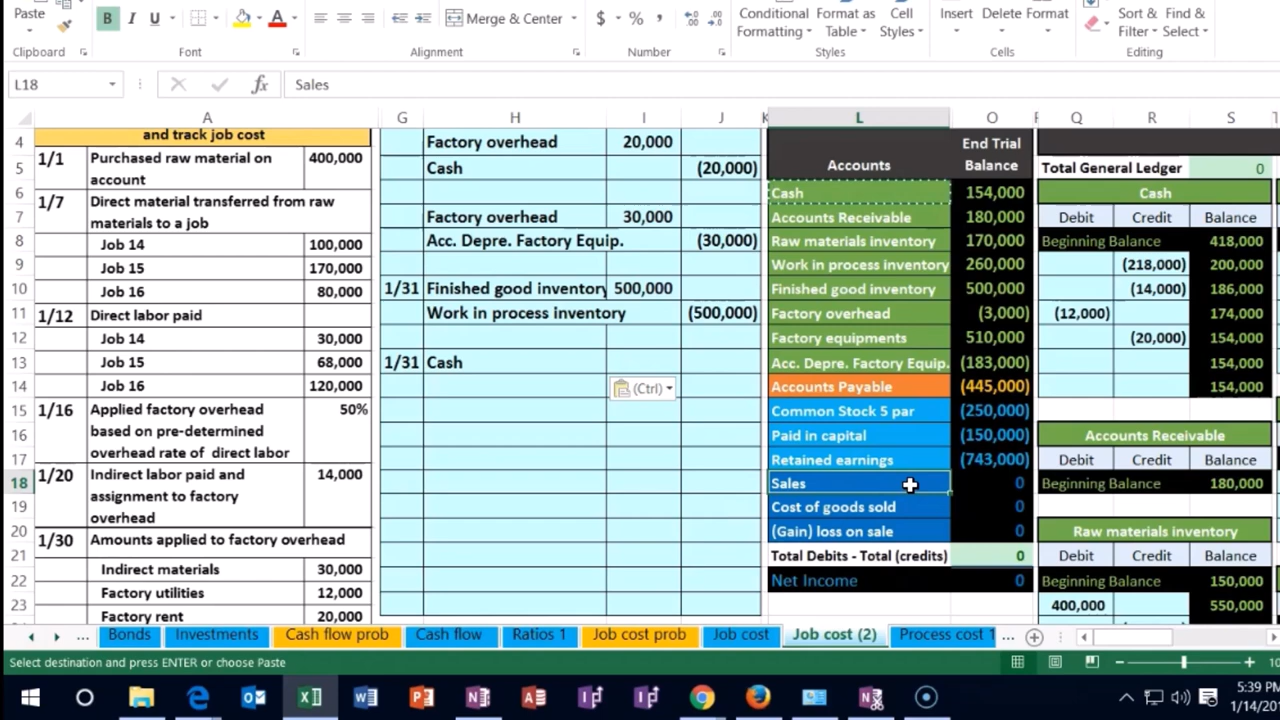 Paste
B I U
Merge & Center
$ % ,
Conditional Formatting
Format as Table
Cell Styles
Insert
Delete
Format
Sort & Filter
Find & Select
Clipboard
Font
Alignment
Number
Styles
Cells
Editing
L18
fx
Sales
A G H I J K L O Q R S
4 Factory overhead 20,000
and track job cost
5 1/1 Purchased raw material on account 400,000
Cash (20,000)
Accounts
End Trial Balance
Total General Ledger 0
6 Cash 154,000
Cash
7 1/7 Direct material transferred from raw materials to a job
Factory overhead 30,000
Accounts Receivable 180,000
Debit Credit Balance
8 Job 14 100,000
Acc. Depre. Factory Equip. (30,000)
Raw materials inventory 170,000
Beginning Balance 418,000
9 Job 15 170,000
Work in process inventory 260,000
(218,000) 200,000
10 Job 16 80,000
1/31 Finished good inventory 500,000
Finished good inventory 500,000
(14,000) 186,000
11 1/12 Direct labor paid
Work in process inventory (500,000)
Factory overhead (3,000)
(12,000) 174,000
12 Job 14 30,000
Factory equipments 510,000
(20,000) 154,000
13 Job 15 68,000
1/31 Cash
Acc. Depre. Factory Equip. (183,000)
154,000
14 Job 16 120,000
(Ctrl)
Accounts Payable (445,000)
154,000
15 1/16 Applied factory overhead based on pre-determined overhead rate of direct labor 50%
Common Stock 5 par (250,000)
16 Paid in capital (150,000)
Accounts Receivable
17 Retained earnings (743,000)
Debit Credit Balance
18 1/20 Indirect labor paid and assignment to factory overhead 14,000
Sales 0
Beginning Balance 180,000
19 Cost of goods sold 0
20 1/30 Amounts applied to factory overhead
(Gain) loss on sale 0
Raw materials inventory
21 Total Debits - Total (credits) 0
Debit Credit Balance
22 Indirect materials 30,000
Net Income 0
Beginning Balance 150,000
23 Factory utilities 12,000
400,000 550,000
Factory rent 20,000
... Bonds Investments Cash flow prob Cash flow Ratios 1 Job cost prob Job cost Job cost (2) Process cost 1 ...
Select destination and press ENTER or choose Paste
5:39 PM